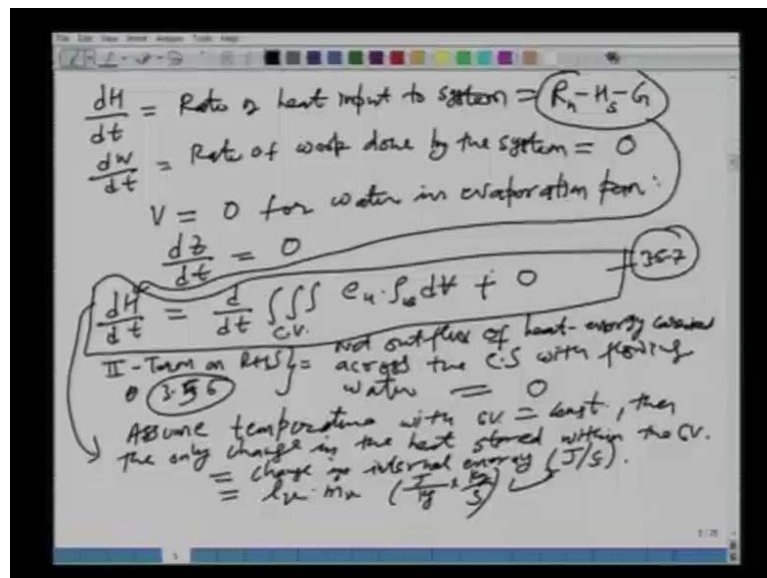 dH/dt = Rate of heat input to system = Rn - Hs - G
dw/dt = Rate of work done by the system = 0
V = 0 for water in evaporation pan:
dz/dt = 0
dH/dt = d/dt ∫∫∫ C.V. eu · ρw dV + 0 3.5.7
II - Term on RHS = Net outflux of heat-energy carried
3.5.6 across the C.S with flowing
water = 0
Assume temperature with CV = const, then
the only change in the heat stored within the CV.
= change in internal energy (J/s).
= lv · mv (J/kg × kg/s)